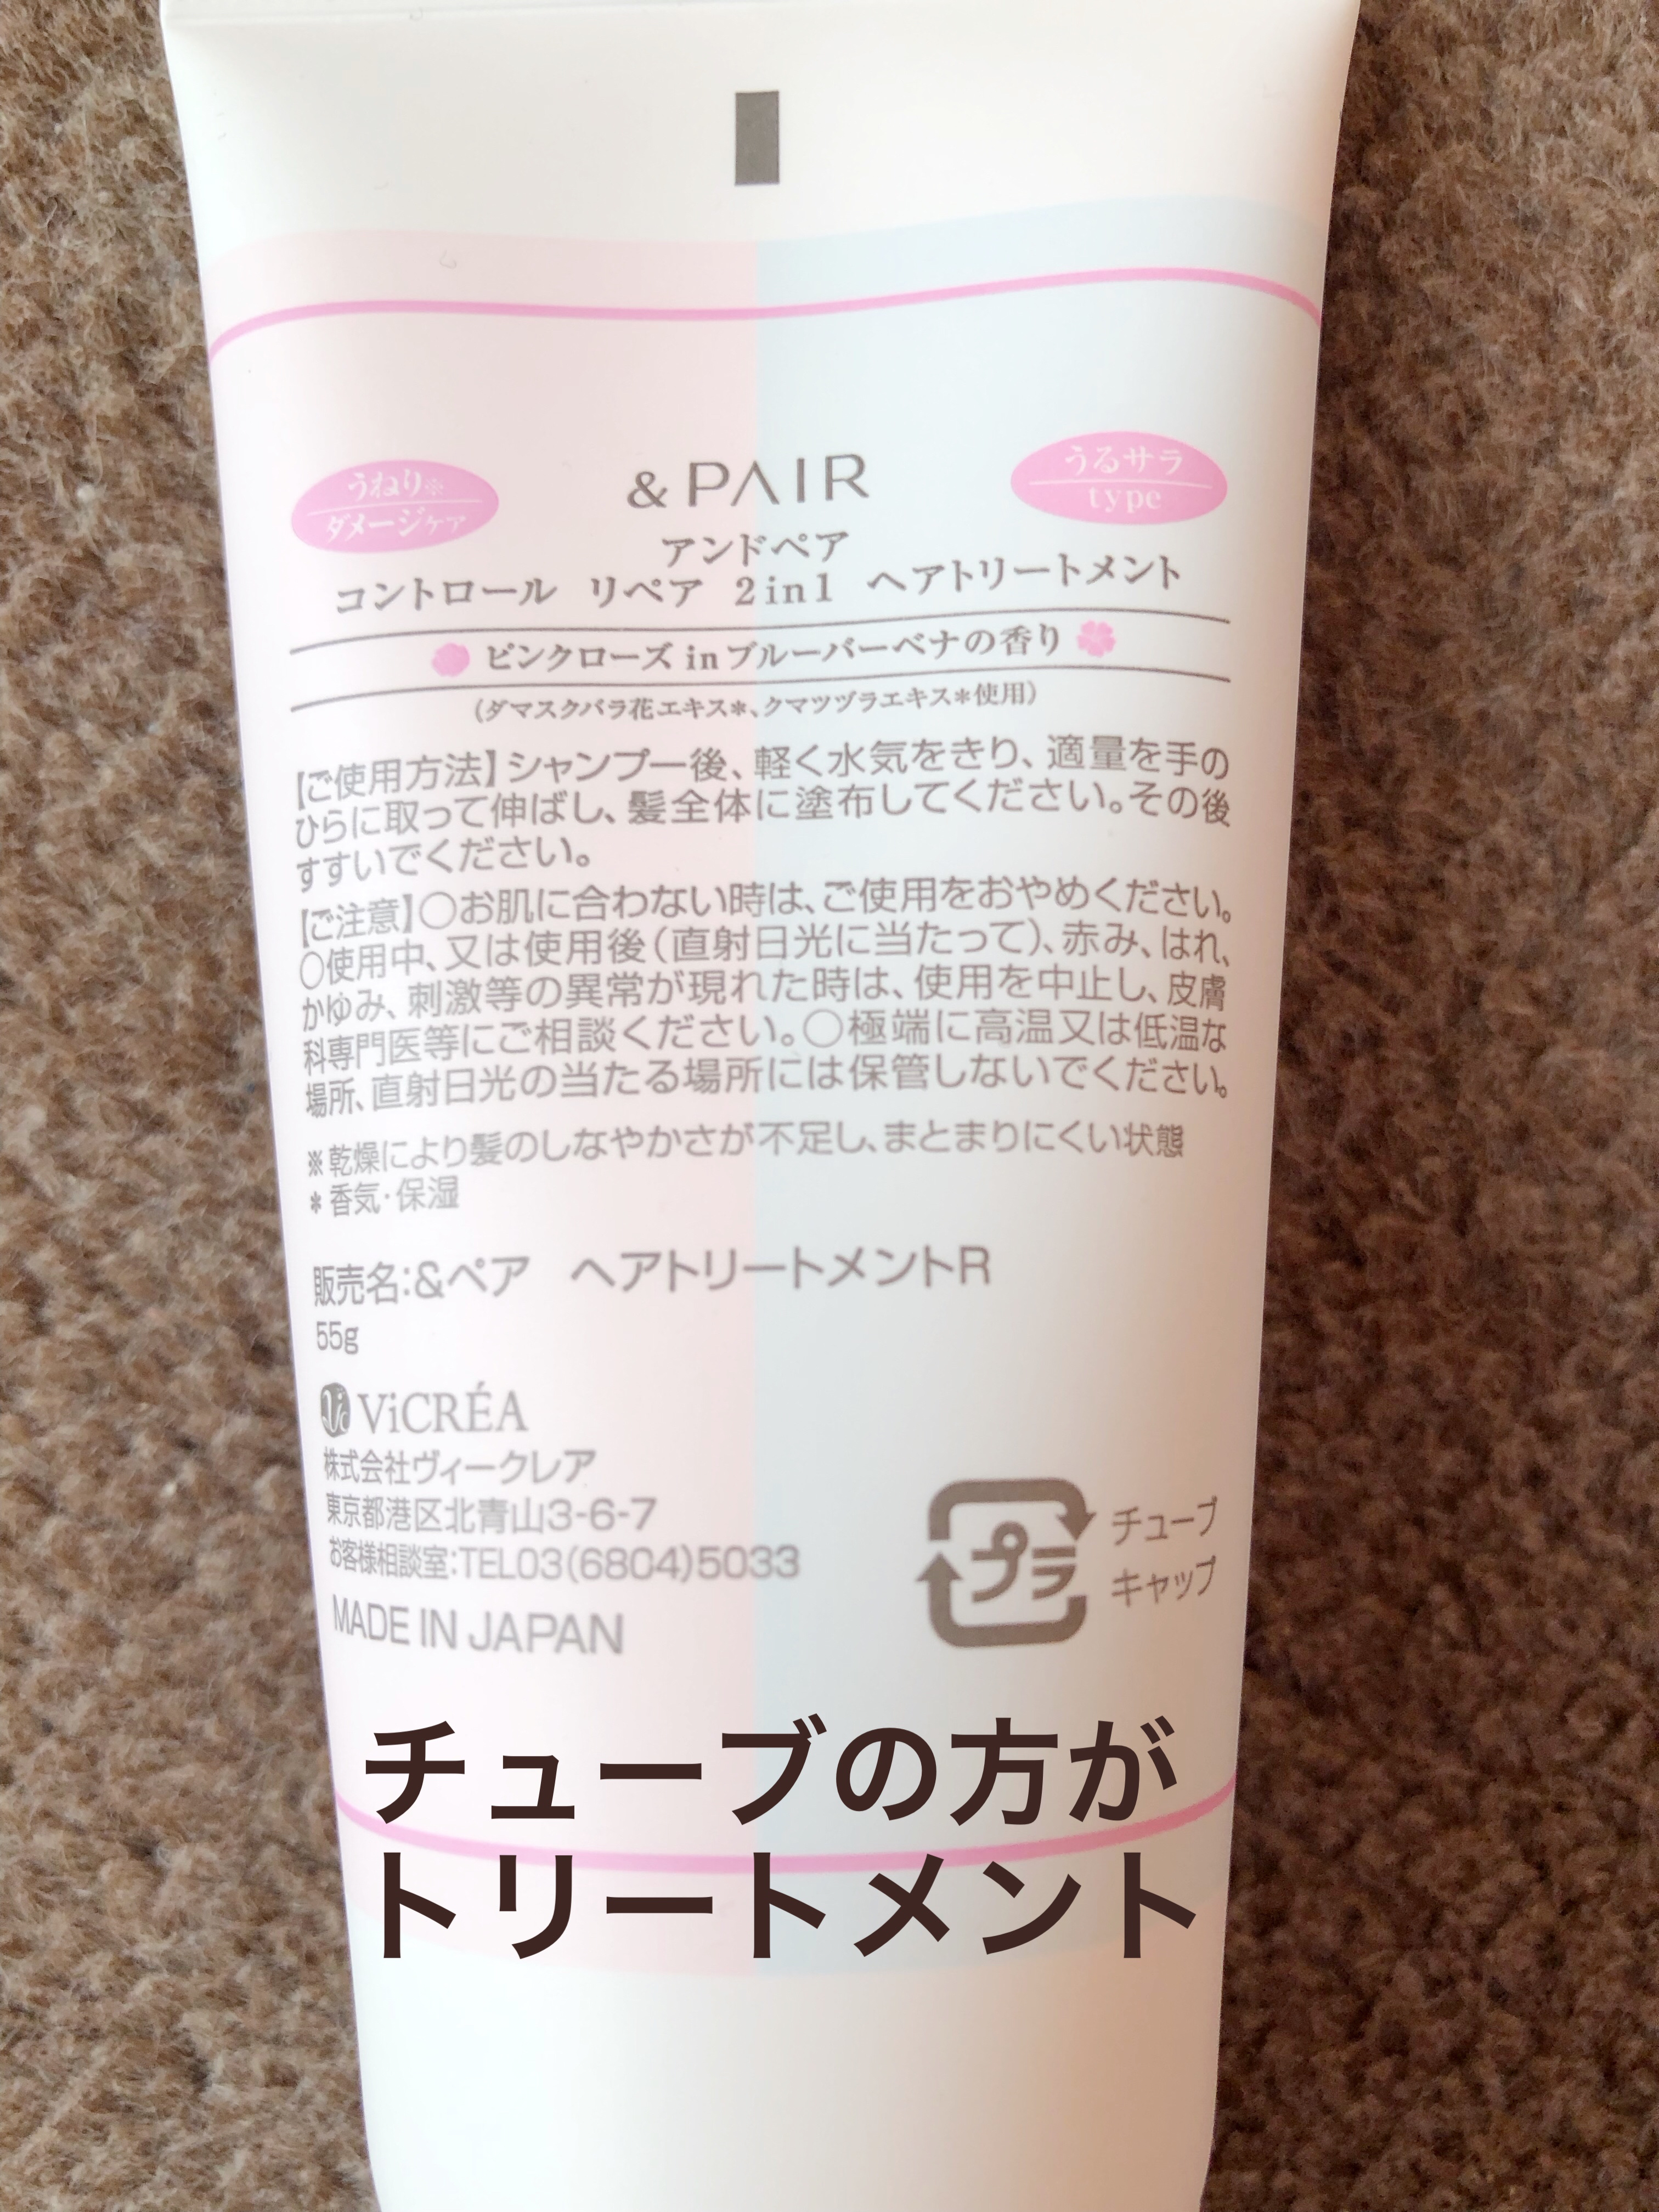 うねり※
ダメージケア
&PAIR
うるサラ
type
アンドペア
コントロール リペア 2in1 ヘアトリートメント
ピンクローズinブルーバーベナの香り
(ダマスクバラ花エキス*、クマツヅラエキス*使用)
【ご使用方法】シャンプー後、軽く水気をきり、適量を手の
ひらに取って伸ばし、髪全体に塗布してください。その後
すすいでください。
【ご注意】○お肌に合わない時は、ご使用をおやめください。
○使用中、又は使用後(直射日光に当たって)、赤み、はれ、
かゆみ、刺激等の異常が現れた時は、使用を中止し、皮膚
科専門医等にご相談ください。○極端に高温又は低温な
場所、直射日光の当たる場所には保管しないでください。
※乾燥により髪のしなやかさが不足し、まとまりにくい状態
*香気・保湿
販売名:&ペア ヘアトリートメントR
55g
Vic ViCRÉA
株式会社ヴィークレア
東京都港区北青山3-6-7
お客様相談室:TEL03(6804)5033
MADE IN JAPAN
プラ
チューブ
キャップ
チューブの方が
トリートメント